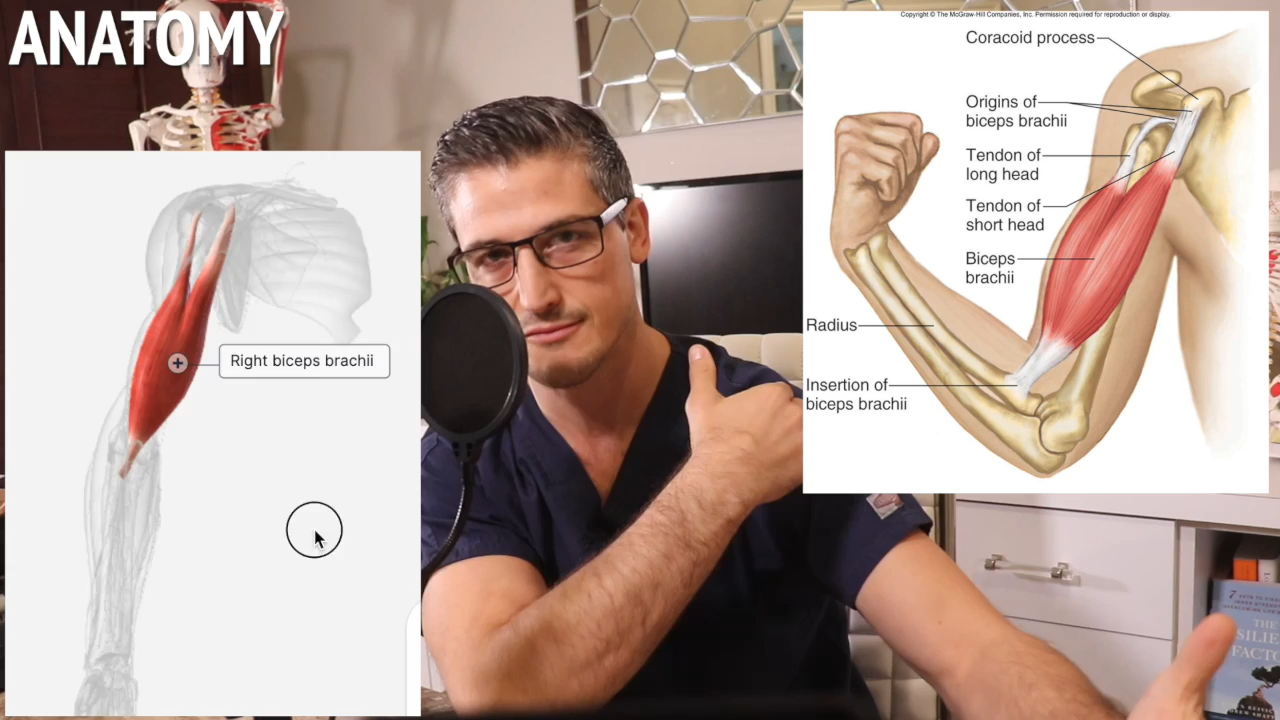 ANATOMY
Right biceps brachii
Copyright © The McGraw-Hill Companies, Inc. Permission required for reproduction or display.
Coracoid process
Origins of
biceps brachii
Tendon of
long head
Tendon of
short head
Biceps
brachii
Radius
Insertion of
biceps brachii
THE